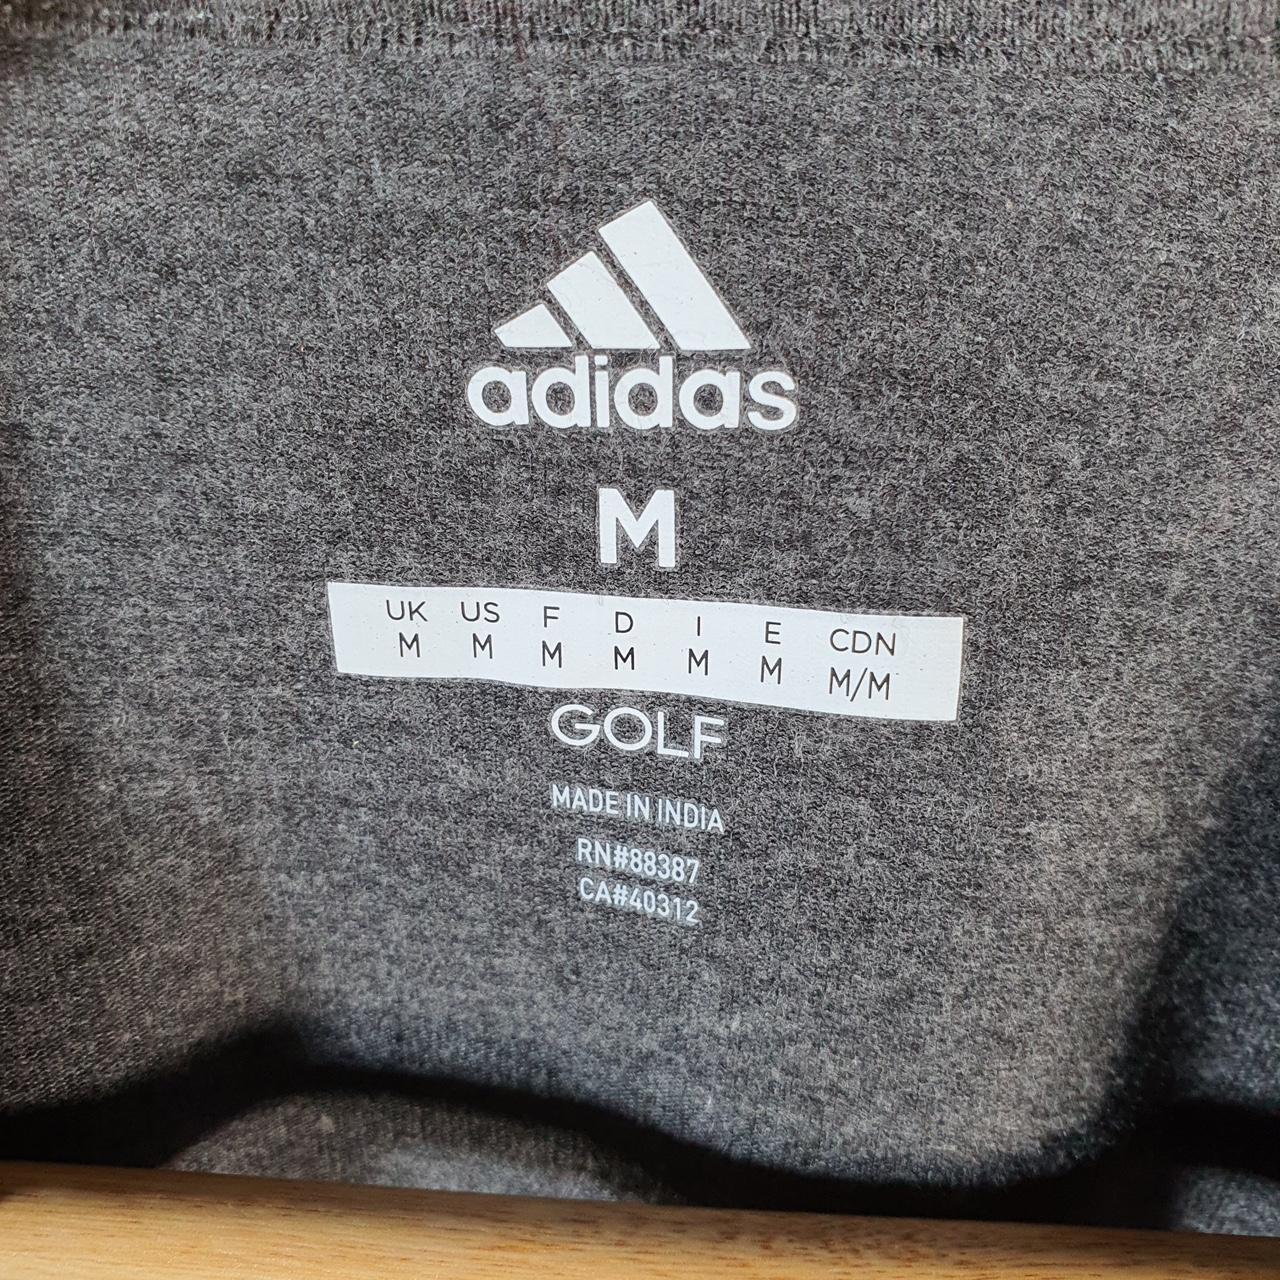 adidas
M
UK US F D I E CDN
M M M M M M M/M
GOLF
MADE IN INDIA
RN#88387
CA#40312